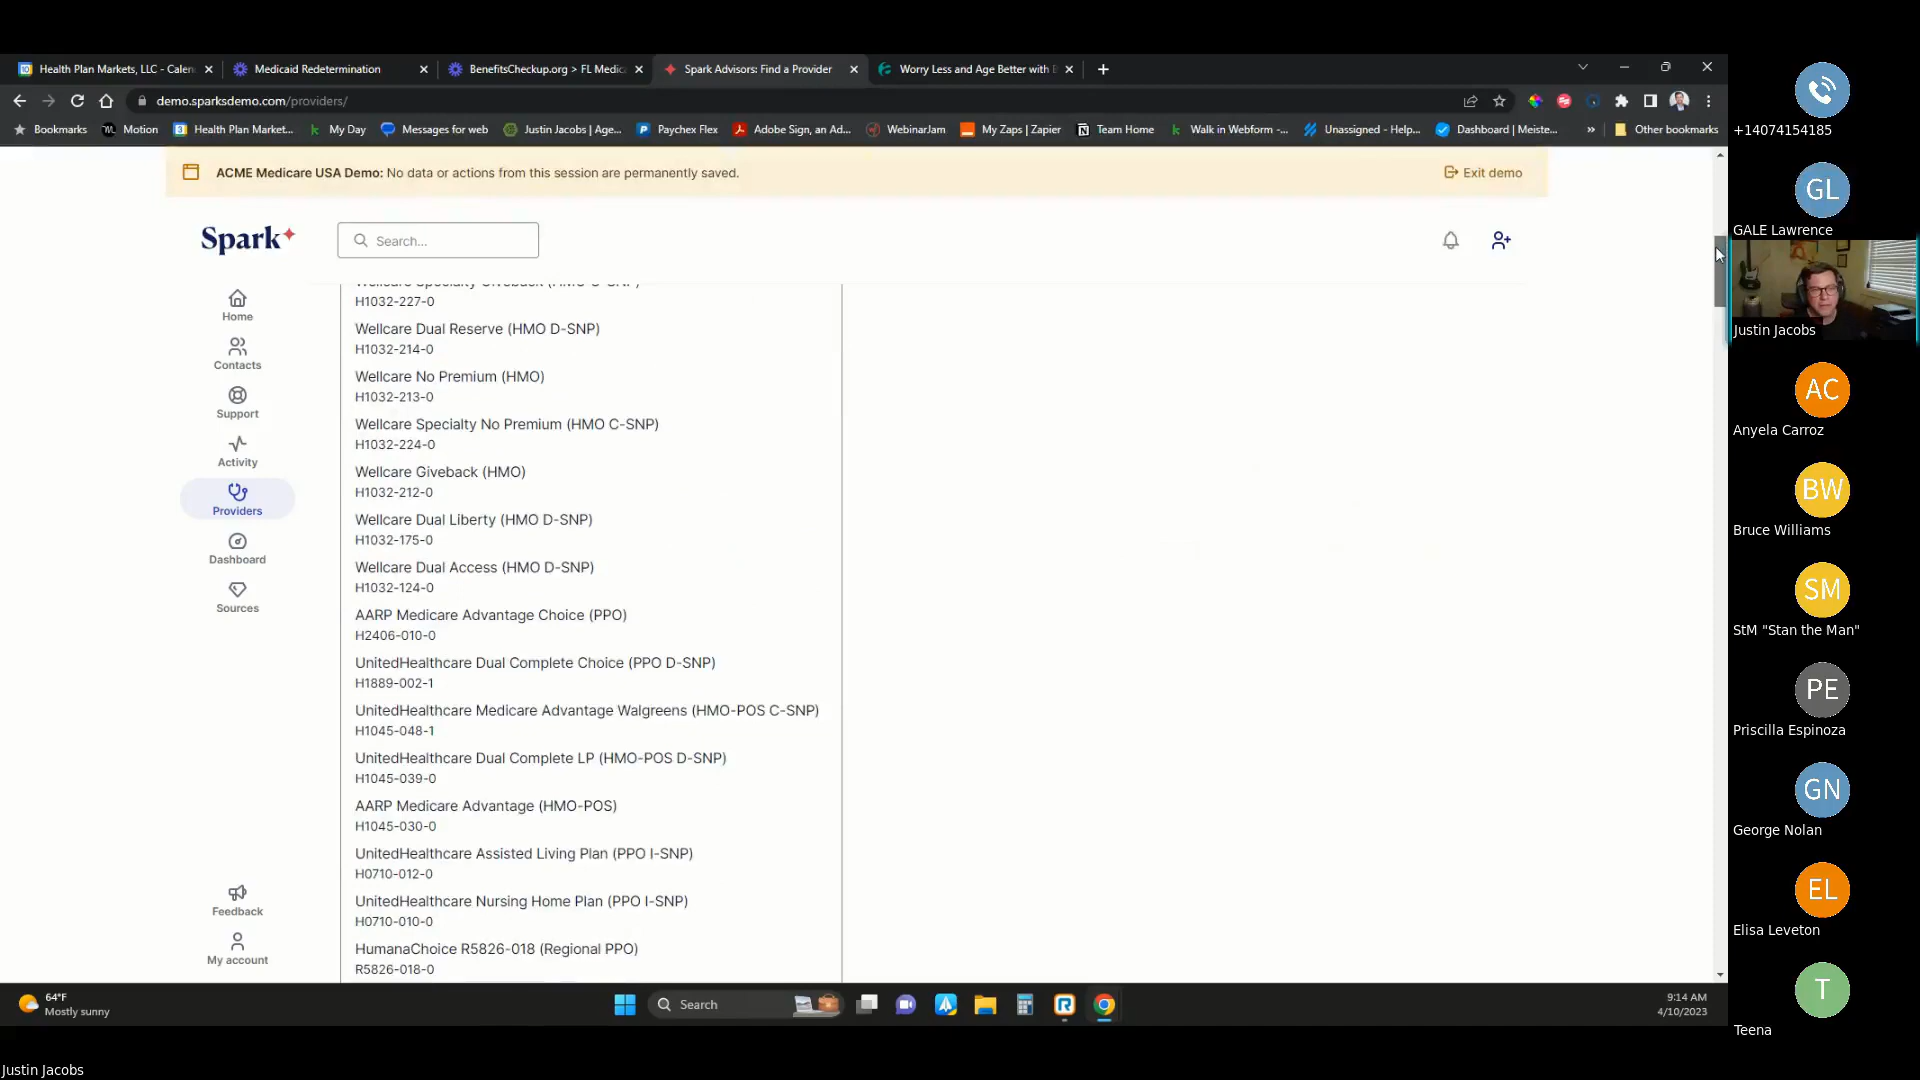 Health Plan Markets, LLC - Calen
Medicaid Redetermination
BenefitsCheckup.org > FL Medic
Spark Advisors: Find a Provider
Worry Less and Age Better with
demo.sparksdemo.com/providers/
Bookmarks
Motion
Health Plan Market...
My Day
Messages for web
Justin Jacobs | Age...
Paychex Flex
Adobe Sign, an Ad...
WebinarJam
My Zaps | Zapier
Team Home
Walk in Webform -...
Unassigned - Help...
Dashboard | Meiste...
»
Other bookmarks
ACME Medicare USA Demo: No data or actions from this session are permanently saved.
Exit demo
Spark
Search...
Home
Contacts
Support
Activity
Providers
Dashboard
Sources
Feedback
My account
H1032-227-0
Wellcare Dual Reserve (HMO D-SNP)
H1032-214-0
Wellcare No Premium (HMO)
H1032-213-0
Wellcare Specialty No Premium (HMO C-SNP)
H1032-224-0
Wellcare Giveback (HMO)
H1032-212-0
Wellcare Dual Liberty (HMO D-SNP)
H1032-175-0
Wellcare Dual Access (HMO D-SNP)
H1032-124-0
AARP Medicare Advantage Choice (PPO)
H2406-010-0
UnitedHealthcare Dual Complete Choice (PPO D-SNP)
H1889-002-1
UnitedHealthcare Medicare Advantage Walgreens (HMO-POS C-SNP)
H1045-048-1
UnitedHealthcare Dual Complete LP (HMO-POS D-SNP)
H1045-039-0
AARP Medicare Advantage (HMO-POS)
H1045-030-0
UnitedHealthcare Assisted Living Plan (PPO I-SNP)
H0710-012-0
UnitedHealthcare Nursing Home Plan (PPO I-SNP)
H0710-010-0
HumanaChoice R5826-018 (Regional PPO)
R5826-018-0
64°F
Mostly sunny
Search
9:14 AM
4/10/2023
+14074154185
GL
GALE Lawrence
Justin Jacobs
AC
Anyela Carroz
BW
Bruce Williams
SM
StM "Stan the Man"
PE
Priscilla Espinoza
GN
George Nolan
EL
Elisa Leveton
T
Teena
Justin Jacobs